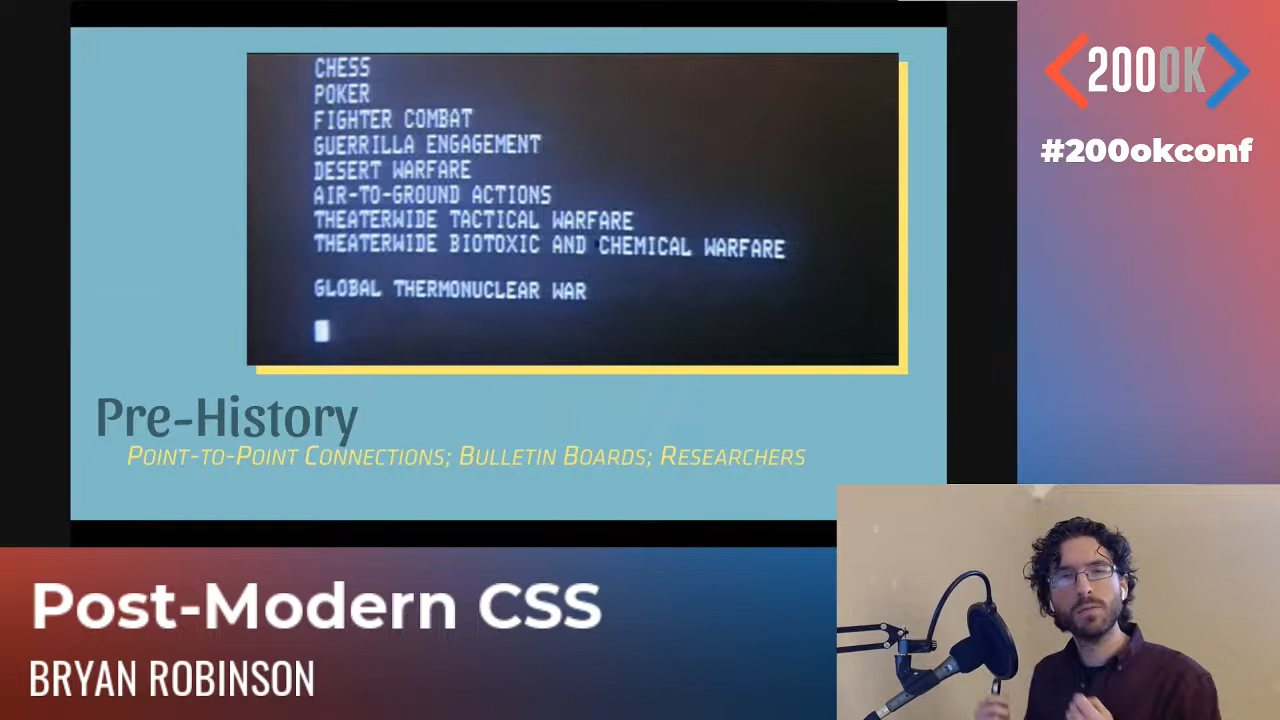 CHESS
POKER
FIGHTER COMBAT
GUERRILLA ENGAGEMENT
DESERT WARFARE
AIR-TO-GROUND ACTIONS
THEATERWIDE TACTICAL WARFARE
THEATERWIDE BIOTOXIC AND CHEMICAL WARFARE
GLOBAL THERMONUCLEAR WAR
Pre-History
POINT-TO-POINT CONNECTIONS; BULLETIN BOARDS; RESEARCHERS
<200OK>
#200okconf
Post-Modern CSS
BRYAN ROBINSON